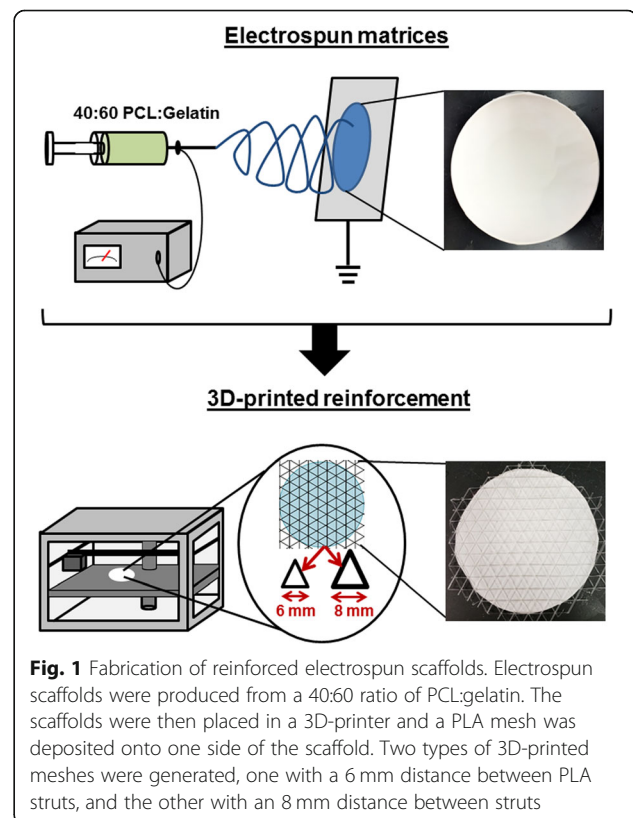 Electrospun matrices
40:60 PCL:Gelatin
3D-printed reinforcement
6 mm 8 mm
Fig. 1 Fabrication of reinforced electrospun scaffolds. Electrospun
scaffolds were produced from a 40:60 ratio of PCL:gelatin. The
scaffolds were then placed in a 3D-printer and a PLA mesh was
deposited onto one side of the scaffold. Two types of 3D-printed
meshes were generated, one with a 6 mm distance between PLA
struts, and the other with an 8 mm distance between struts